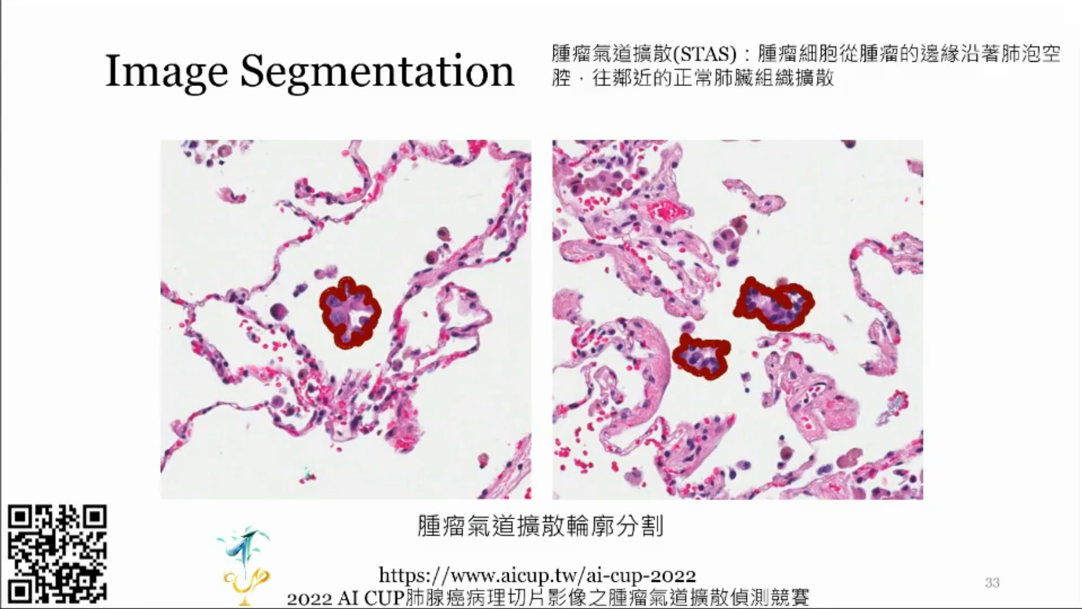 Image Segmentation
腫瘤氣道擴散(STAS)：腫瘤細胞從腫瘤的邊緣沿著肺泡空
腔，往鄰近的正常肺臟組織擴散
腫瘤氣道擴散輪廓分割
https://www.aicup.tw/ai-cup-2022
2022 AI CUP肺腺癌病理切片影像之腫瘤氣道擴散偵測競賽
33